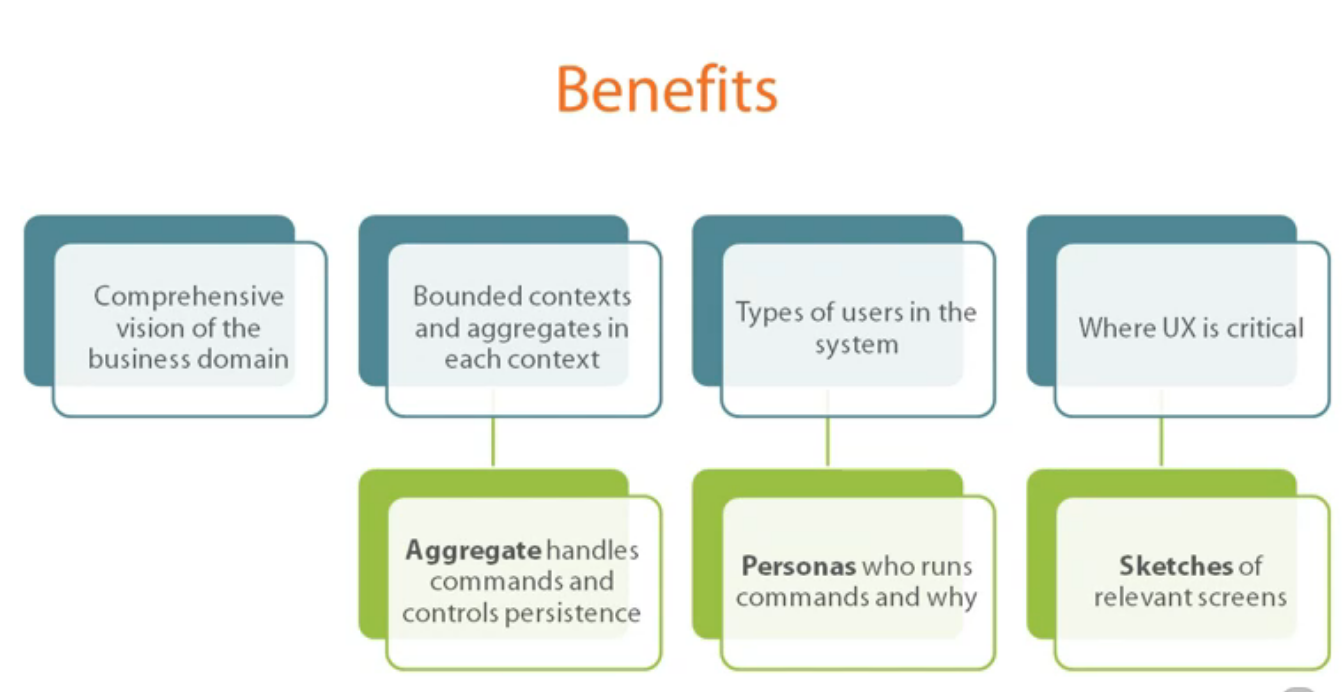 Benefits
Comprehensive
vision of the
business domain
Bounded contexts
and aggregates in
each context
Types of users in the
system
Where UX is critical
Aggregate handles
commands and
controls persistence
Personas who runs
commands and why
Sketches of
relevant screens